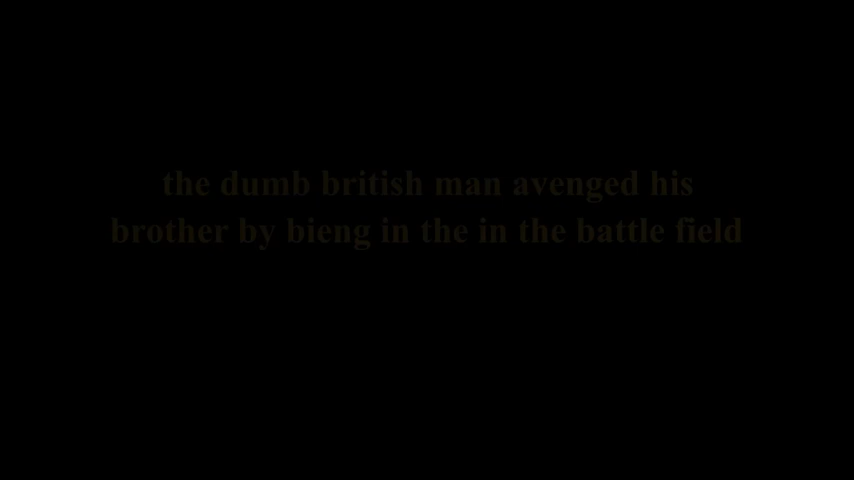 the dumb british man avenged his
brother by bieng in the in the battle field